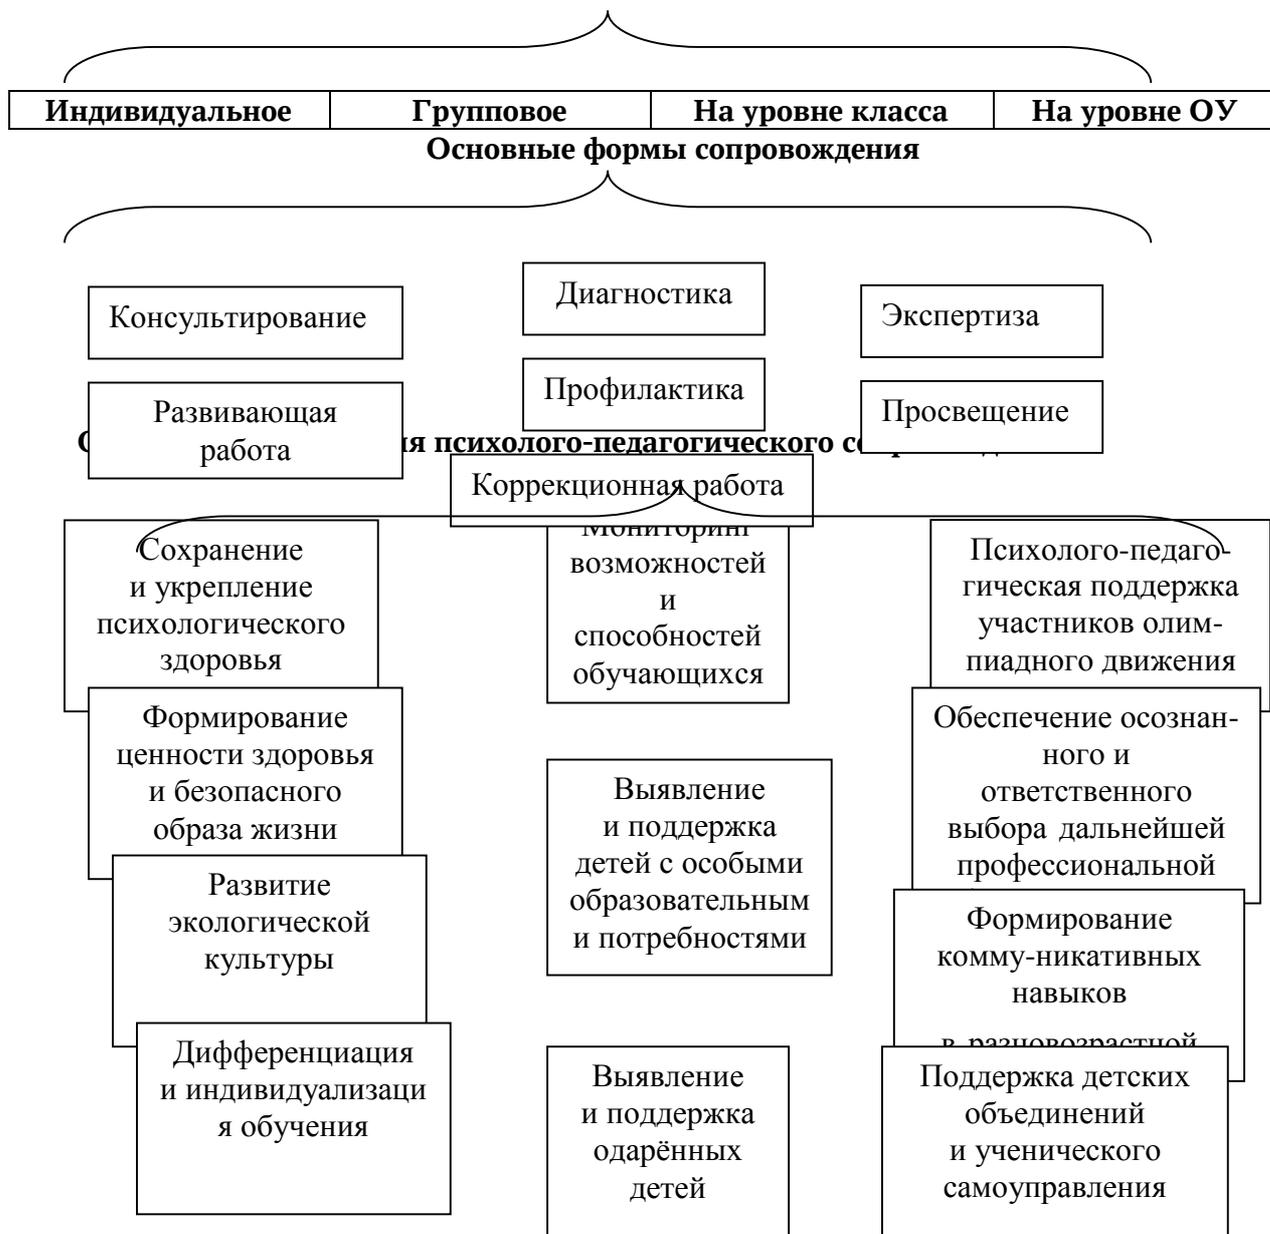 Индивидуальное
Групповое
На уровне класса
На уровне ОУ
Основные формы сопровождения
Консультирование
Диагностика
Экспертиза
Развивающая
работа
Профилактика
Просвещение
психолого-педагогического
Коррекционная работа
Сохранение
и укрепление
психологического
здоровья
Мониторинг
возможностей
и
способностей
обучающихся
Психолого-педаго-
гическая поддержка
участников олим-
пиадного движения
Формирование
ценности здоровья
и безопасного
образа жизни
Выявление
и поддержка
детей с особыми
образовательным
и потребностями
Обеспечение осознан-
ного и
ответственного
выбора дальнейшей
профессиональной
Развитие
экологической
культуры
Формирование
комму-никативных
навыков
в разновозрастной
Дифференциация
и индивидуализаци
я обучения
Выявление
и поддержка
одарённых
детей
Поддержка детских
объединений
и ученического
самоуправления